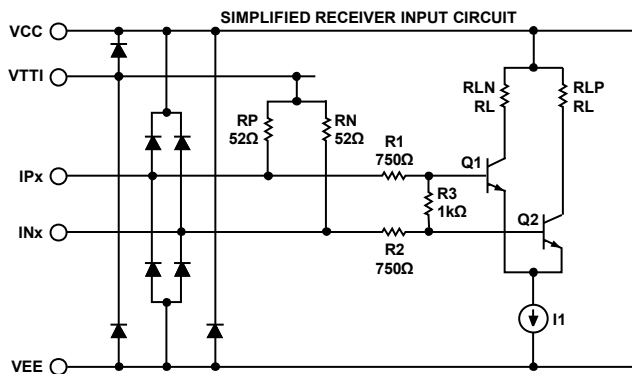 SIMPLIFIED RECEIVER INPUT CIRCUIT
VCC
VTTI
RLN
RL
RLP
RL
RP
52Ω
RN
52Ω
R1
750Ω
Q1
IPx
R3
1kΩ
Q2
INx
R2
750Ω
I1
VEE